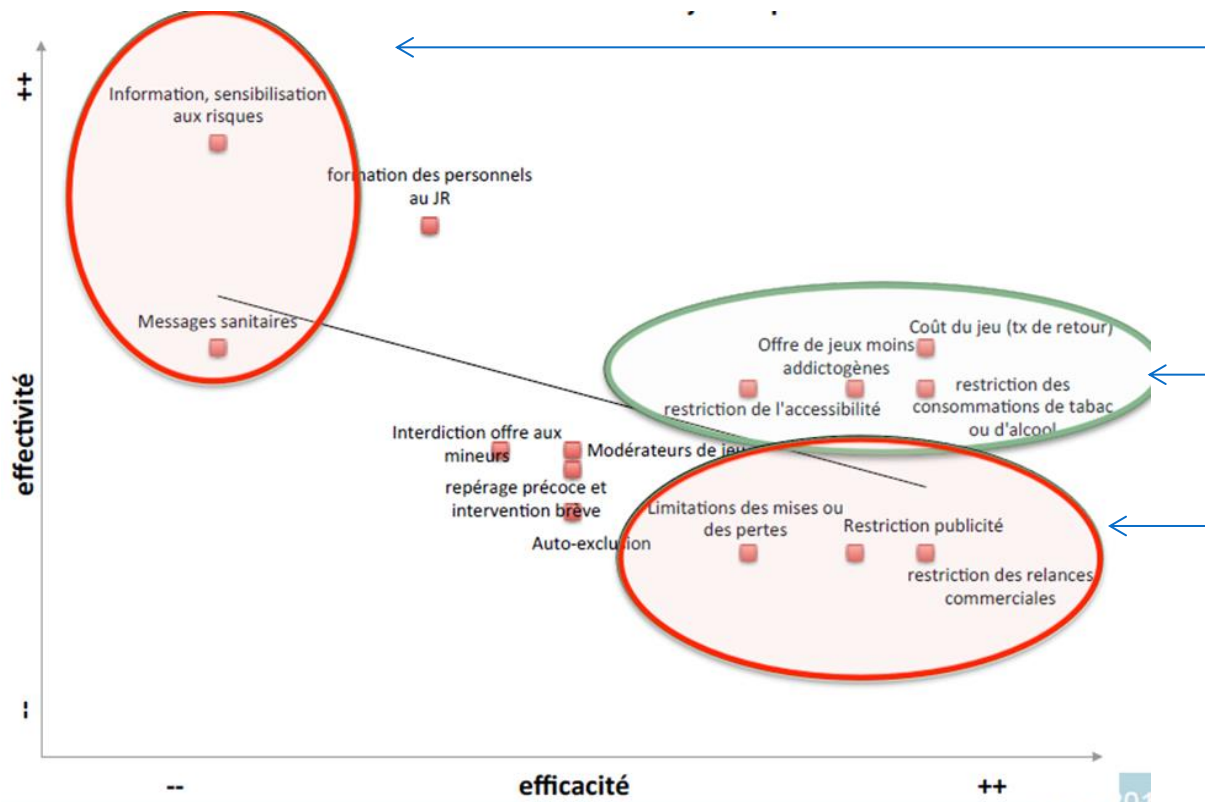 ++
Information, sensibilisation
aux risques
formation des personnels
au JR
Messages sanitaires
Coût du jeu (tx de retour)
Offre de jeux moins
addictogènes
restriction des
consommations de tabac
ou d'alcool
restriction de l'accessibilité
effectivité
Interdiction offre aux
mineurs
Modérateurs de jeu
repérage précoce et
intervention brève
Auto-exclusion
Limitations des mises ou
des pertes
Restriction publicité
restriction des relances
commerciales
--
--
efficacité
++